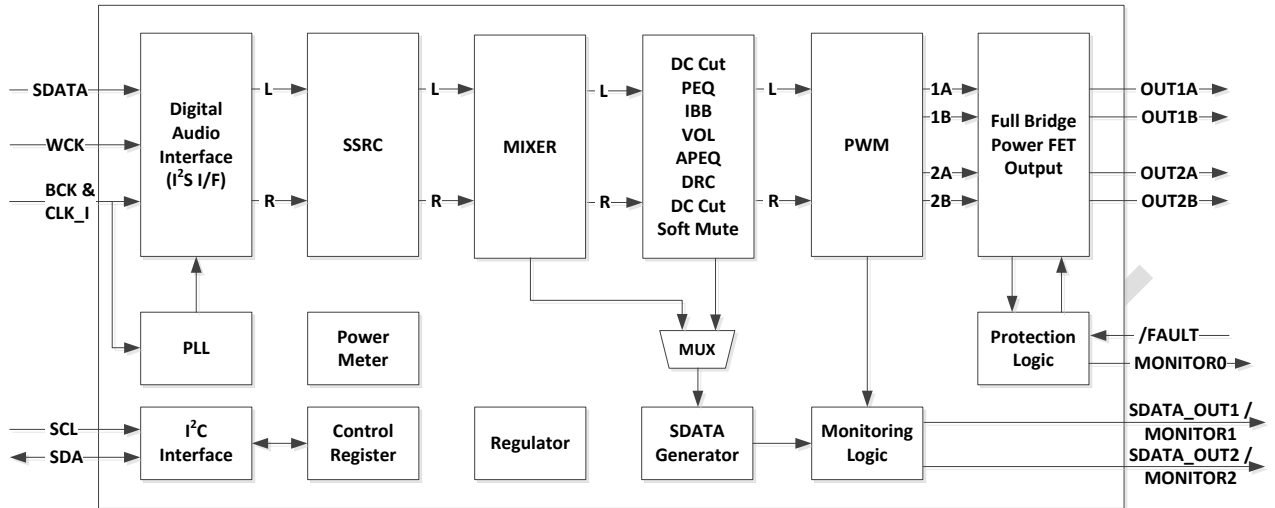 SDATA
WCK
BCK &
CLK_I
Digital
Audio
Interface
(I²S I/F)
L
R
SSRC
L
R
MIXER
L
R
DC Cut
PEQ
IBB
VOL
APEQ
DRC
DC Cut
Soft Mute
L
R
PWM
1A
1B
2A
2B
Full Bridge
Power FET
Output
OUT1A
OUT1B
OUT2A
OUT2B
PLL
Power
Meter
MUX
Protection
Logic
/FAULT
MONITOR0
SCL
SDA
I²C
Interface
Control
Register
Regulator
SDATA
Generator
Monitoring
Logic
SDATA_OUT1 /
MONITOR1
SDATA_OUT2 /
MONITOR2